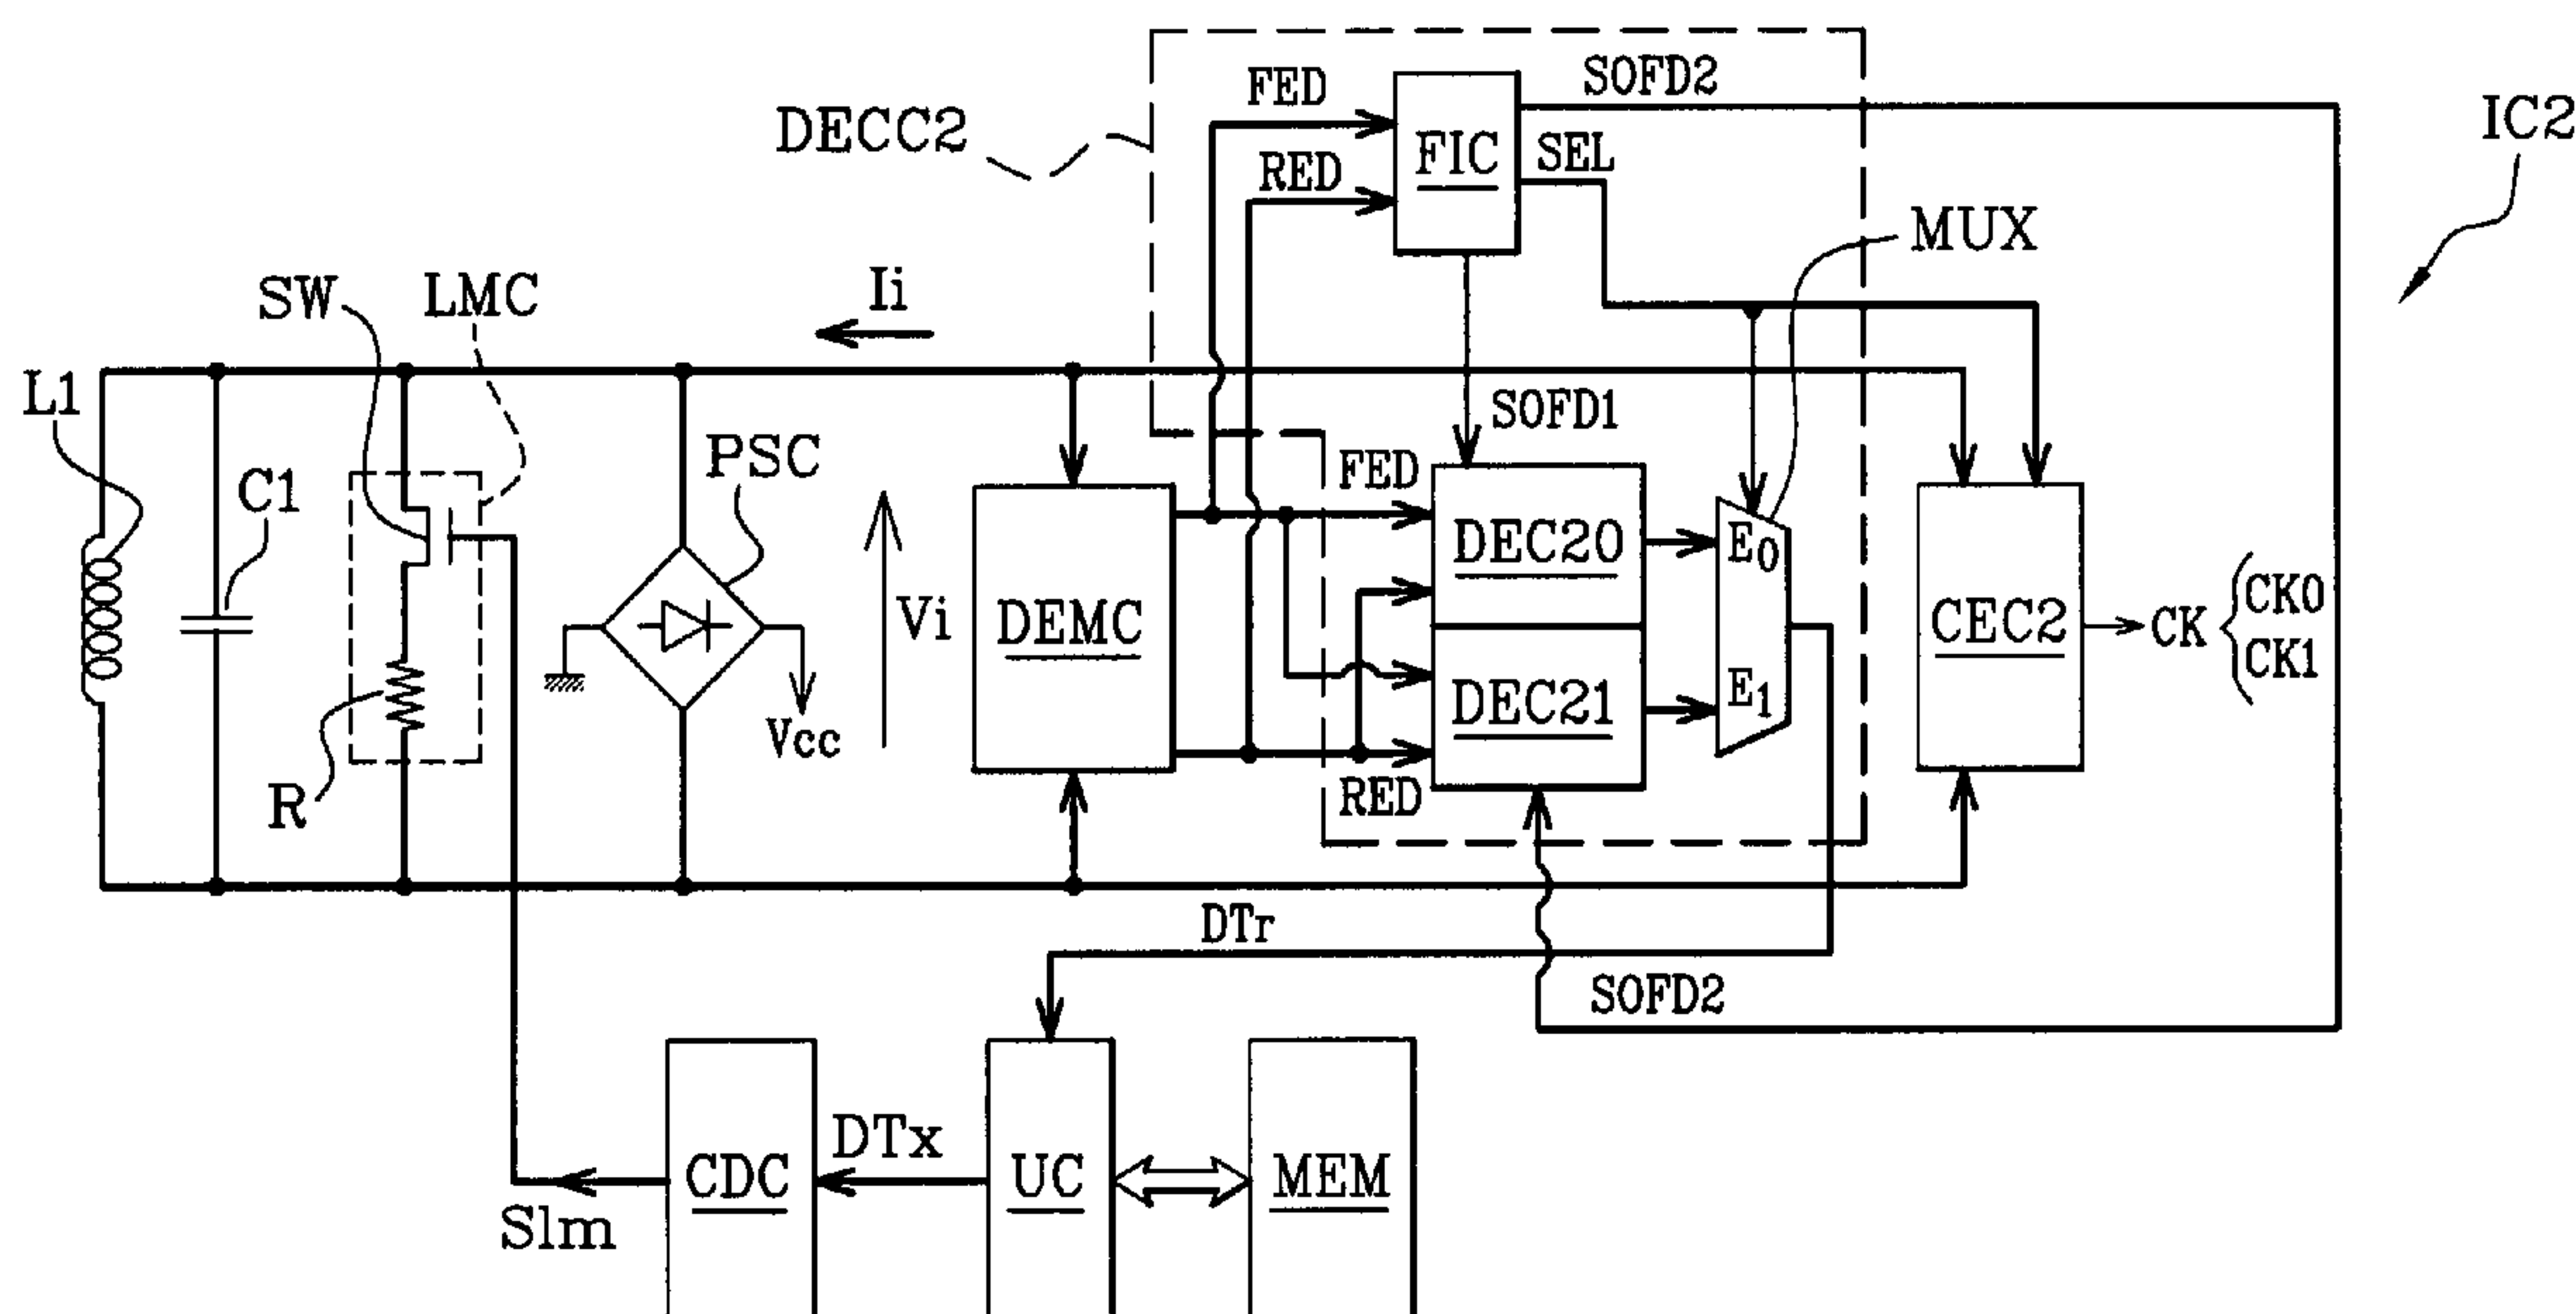 SOFD2
FED
IC2
DECC2
FIC
SEL
RED
MUX
SW
LMC
Ii
L1
SOFD1
PSC
FED
C1
DEC20
E0
Vi
DEMC
CEC2
CK
CK0
CK1
DEC21
E1
Vcc
R
RED
DTr
SOFD2
DTx
CDC
UC
MEM
Slm